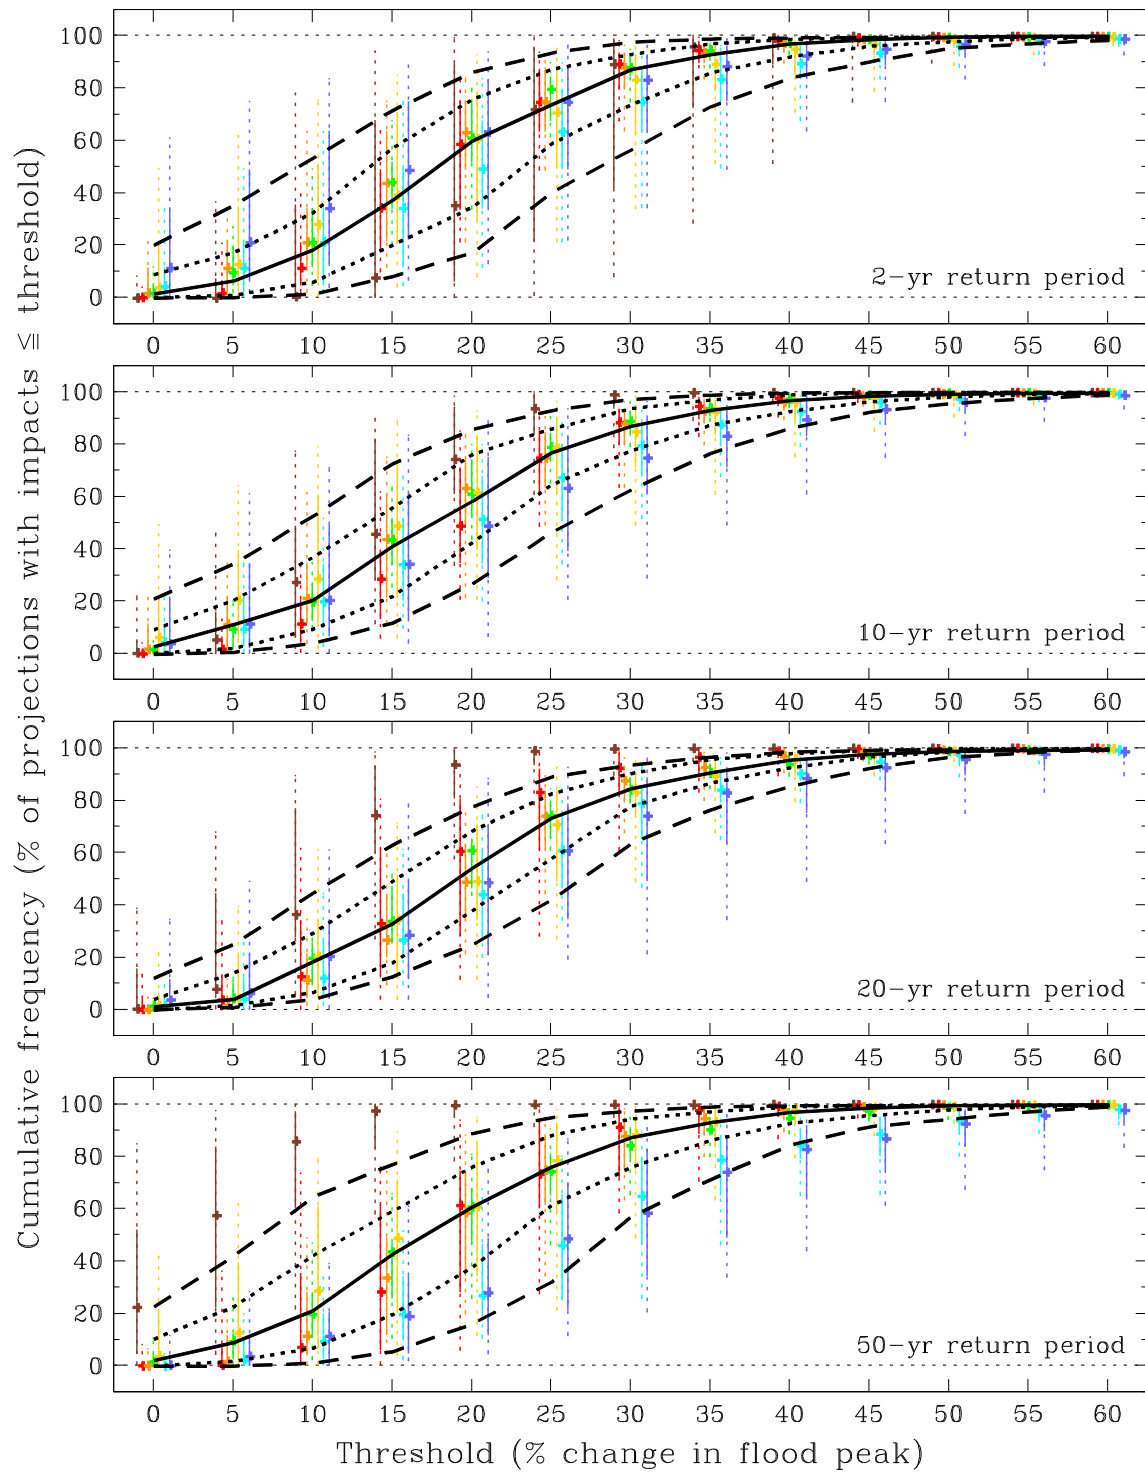 Cumulative frequency (% of projections with impacts ≤ threshold)
100
80
60
40
20
0
2-yr return period
0 5 10 15 20 25 30 35 40 45 50 55 60
100
80
60
40
20
0
10-yr return period
0 5 10 15 20 25 30 35 40 45 50 55 60
100
80
60
40
20
0
20-yr return period
0 5 10 15 20 25 30 35 40 45 50 55 60
100
80
60
40
20
0
50-yr return period
0 5 10 15 20 25 30 35 40 45 50 55 60
Threshold (% change in flood peak)